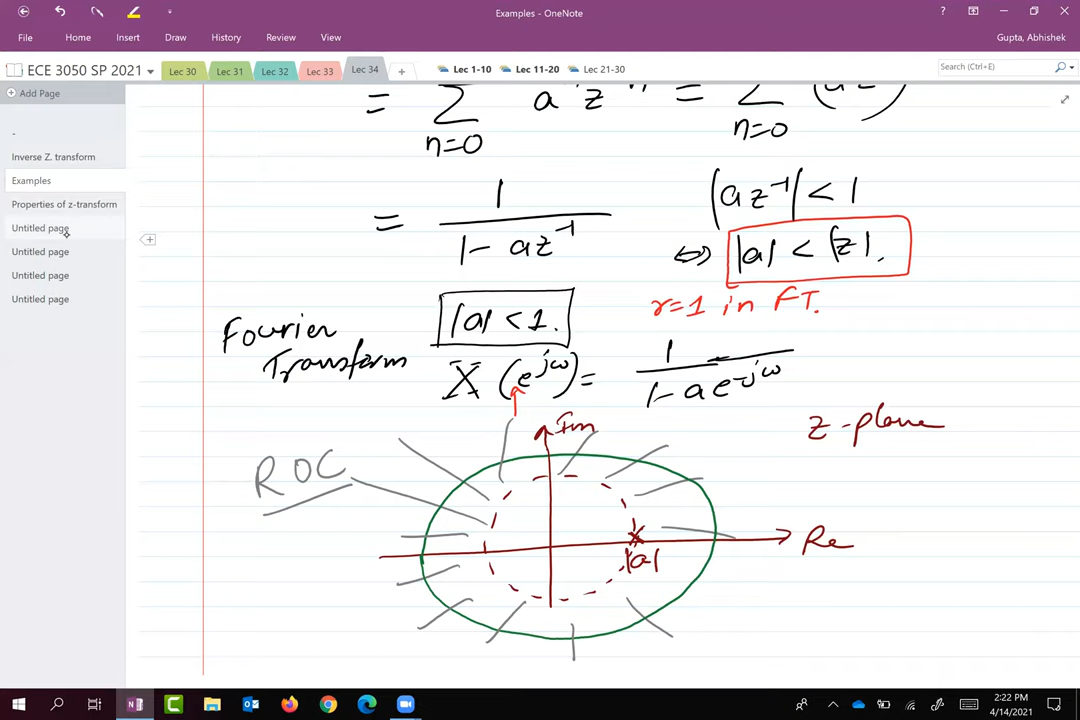 Examples - OneNote
File Home Insert Draw History Review View
Gupta, Abhishek
ECE 3050 SP 2021
Lec 30 Lec 31 Lec 32 Lec 33 Lec 34
Lec 1-10 Lec 11-20 Lec 21-30
Search (Ctrl+E)
Add Page
-
Inverse Z. transform
Examples
Properties of z-transform
Untitled page
Untitled page
Untitled page
Untitled page
= Σ aⁿ z⁻ⁿ = Σ
n=0 n=0
= 1 / (1 - az⁻¹)
|az⁻¹| < 1
⇔ |a| < |z|.
r=1 in FT.
Fourier
Transform
|a| < 1.
X(e^{jω}) = 1 / (1 - a e^{-jω})
z-plane
Im
ROC
Re
|a|
2:22 PM
4/14/2021